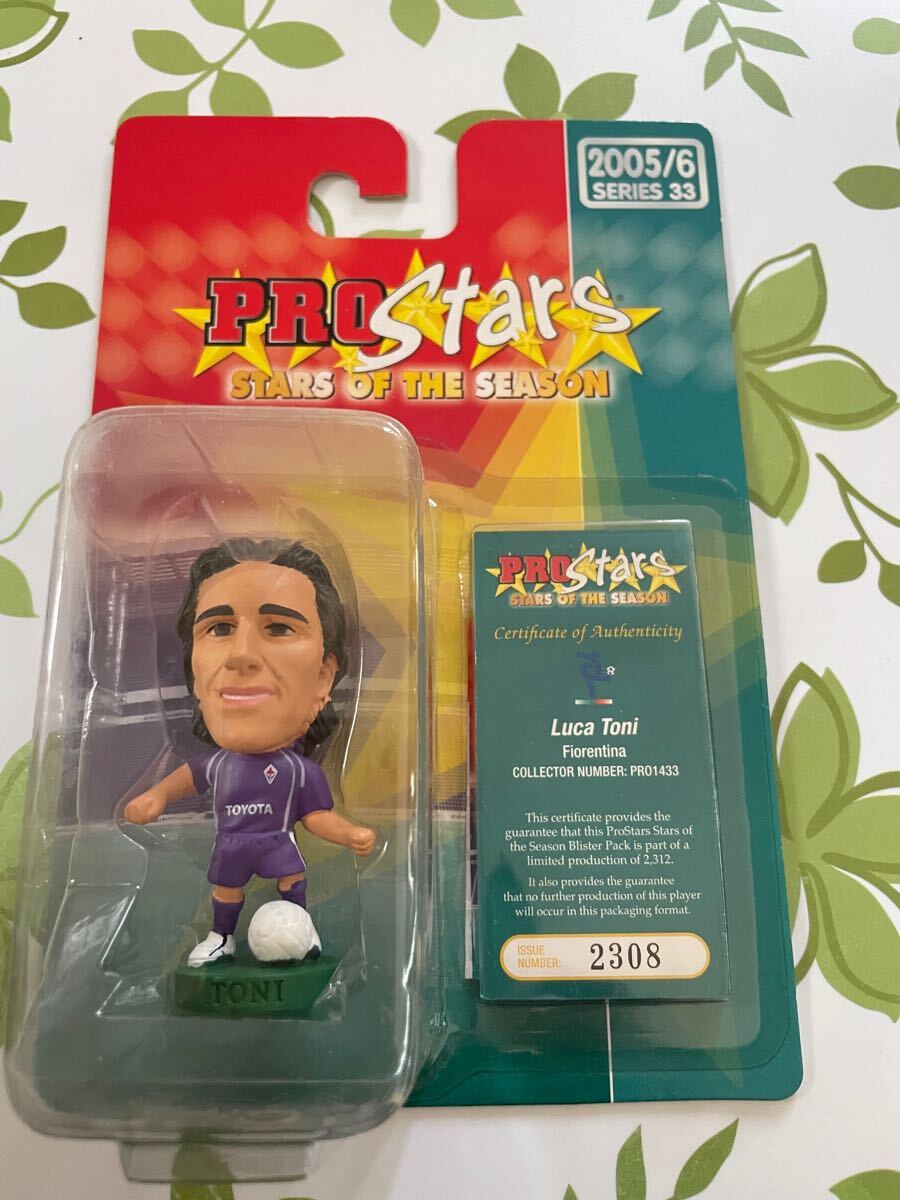 2005/6
SERIES 33
PROStars
STARS OF THE SEASON
PROStars
STARS OF THE SEASON
Certificate of Authenticity
Luca Toni
Fiorentina
COLLECTOR NUMBER: PRO1433
This certificate provides the
guarantee that this ProStars Stars of
the Season Blister Pack is part of a
limited production of 2,312.
It also provides the guarantee
that no further production of this player
will occur in this packaging format.
ISSUE
NUMBER: 2308
TOYOTA
TONI